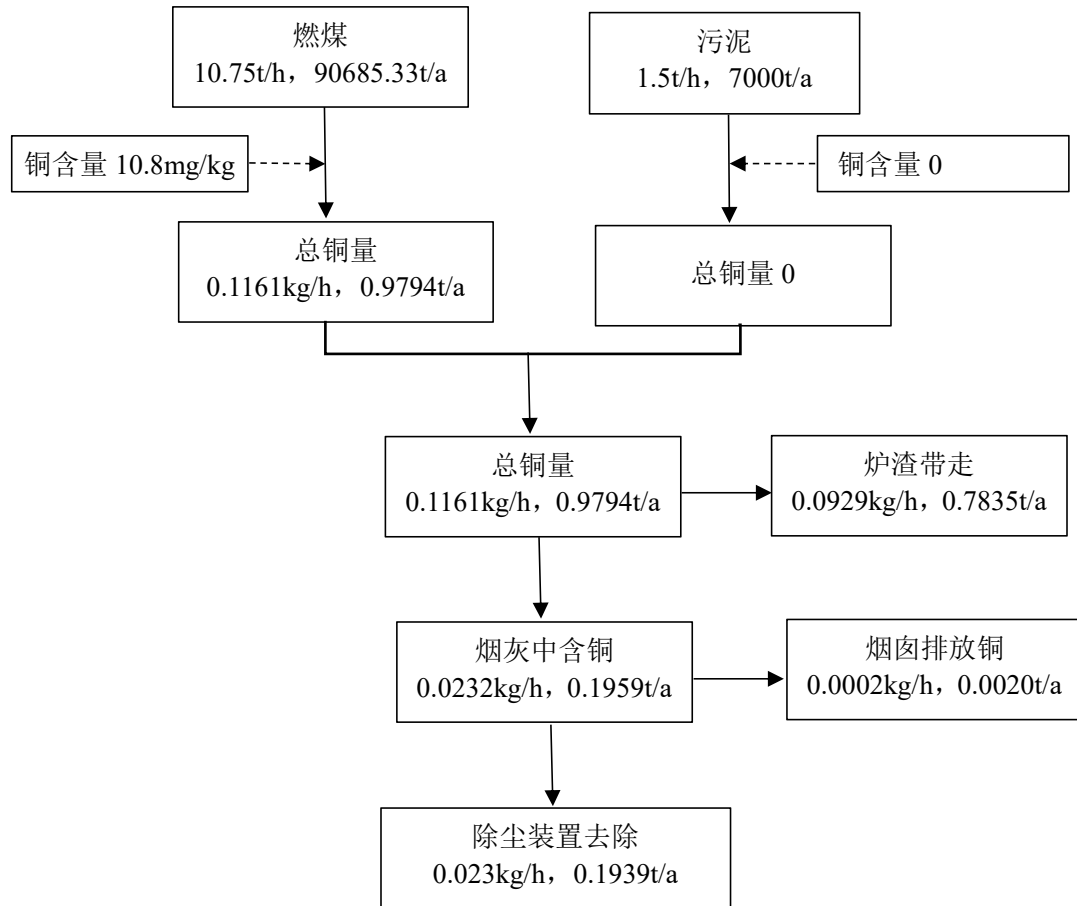 燃煤
10.75t/h，90685.33t/a
污泥
1.5t/h，7000t/a
铜含量 10.8mg/kg
铜含量 0
总铜量
0.1161kg/h，0.9794t/a
总铜量 0
总铜量
0.1161kg/h，0.9794t/a
炉渣带走
0.0929kg/h，0.7835t/a
烟灰中含铜
0.0232kg/h，0.1959t/a
烟囱排放铜
0.0002kg/h，0.0020t/a
除尘装置去除
0.023kg/h，0.1939t/a